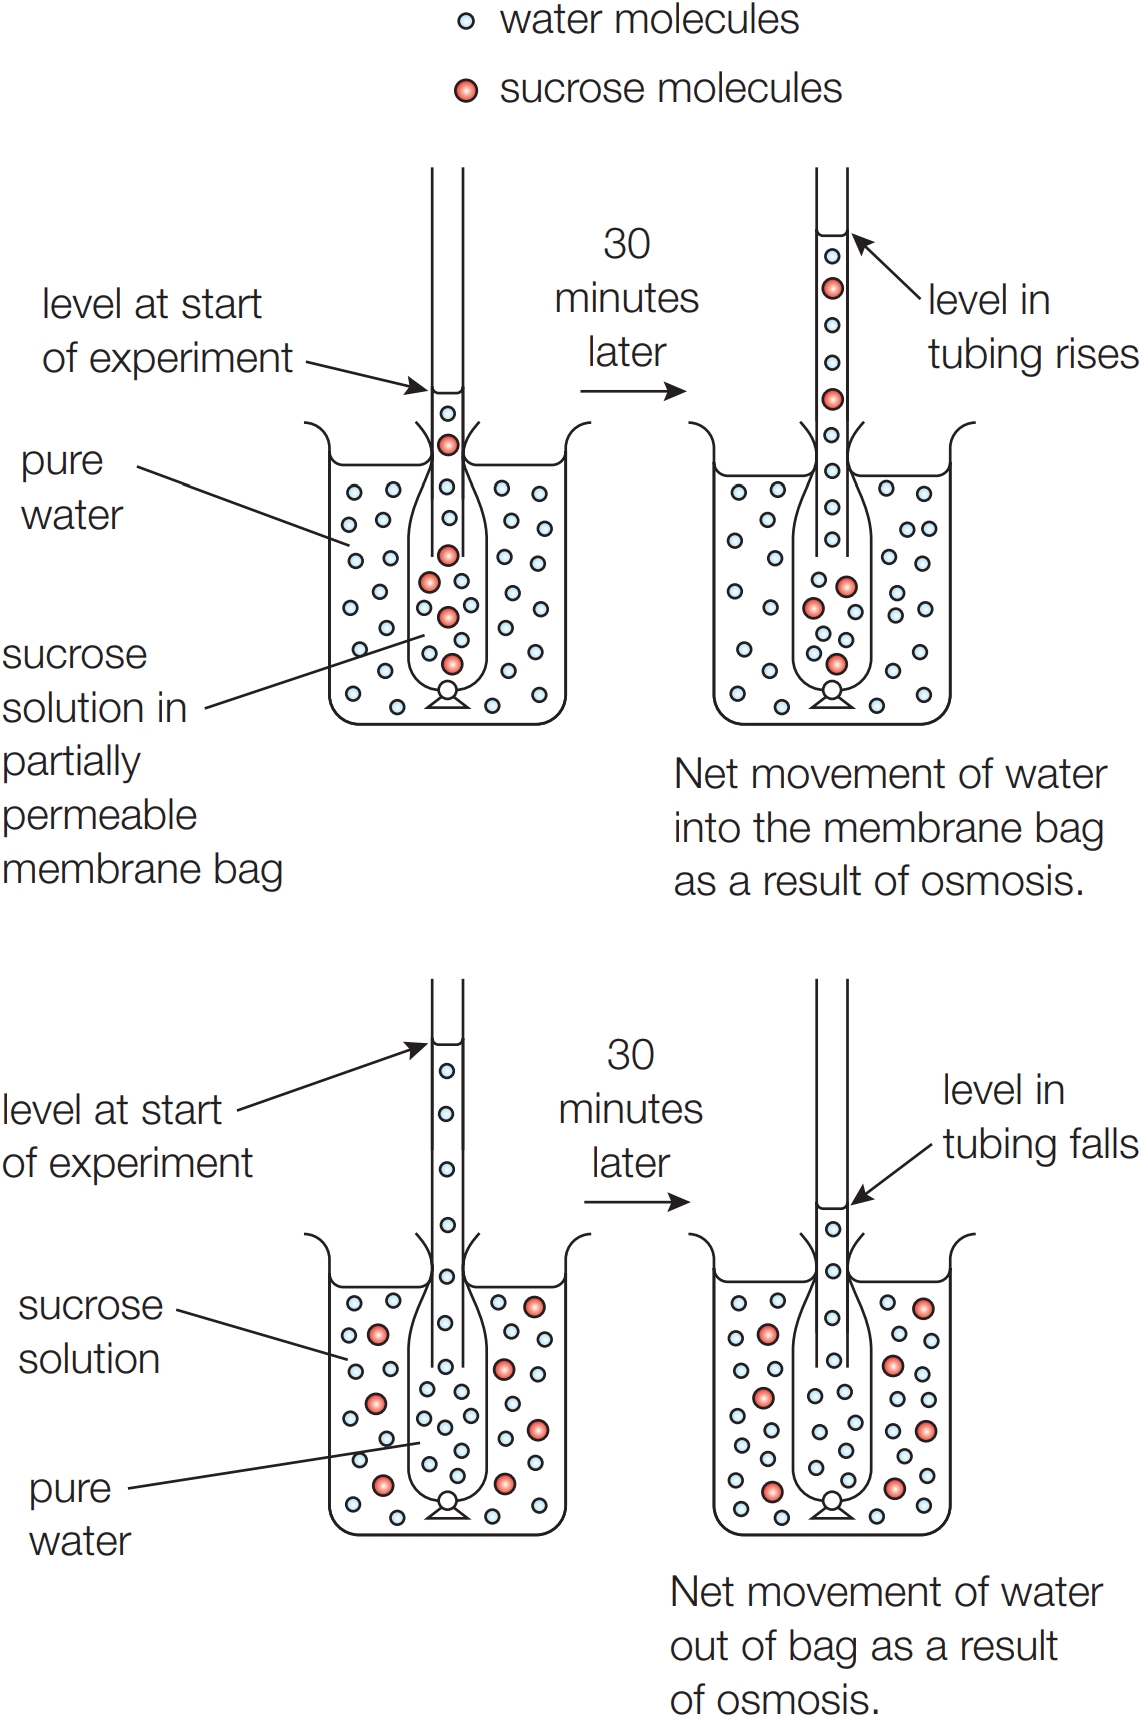 water molecules
sucrose molecules
level at start
of experiment
30
minutes
later
level in
tubing rises
pure
water
sucrose
solution in
partially
permeable
membrane bag
Net movement of water
into the membrane bag
as a result of osmosis.
level at start
of experiment
30
minutes
later
level in
tubing falls
sucrose
solution
pure
water
Net movement of water
out of bag as a result
of osmosis.